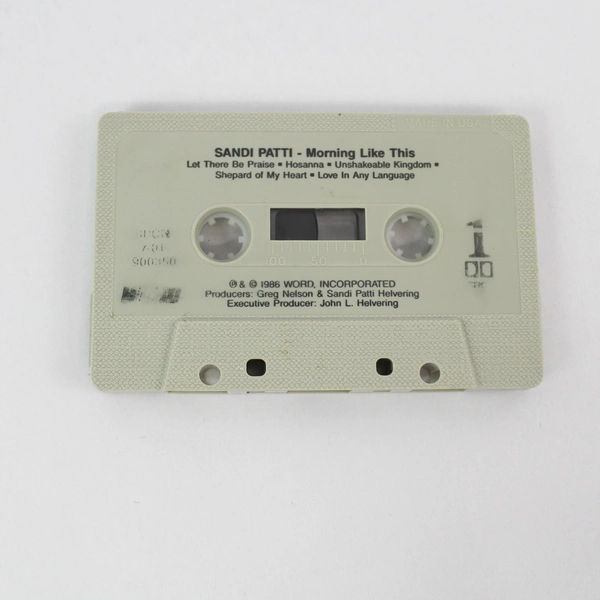 SANDI PATTI - Morning Like This
Let There Be Praise ▪ Hosanna ▪ Unshakeable Kingdom ▪
Shepard of My Heart ▪ Love In Any Language
1
100 50 0
℗ & © 1986 WORD, INCORPORATED
Producers: Greg Nelson & Sandi Patti Helvering
Executive Producer: John L. Helvering